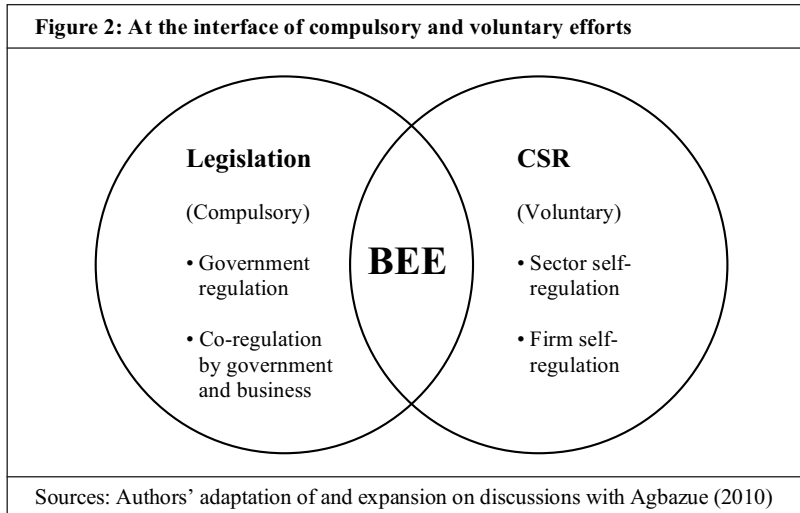 Figure 2: At the interface of compulsory and voluntary efforts
Legislation
(Compulsory)
• Government
regulation
• Co-regulation
by government
and business
BEE
CSR
(Voluntary)
• Sector self-
regulation
• Firm self-
regulation
Sources: Authors’ adaptation of and expansion on discussions with Agbazue (2010)